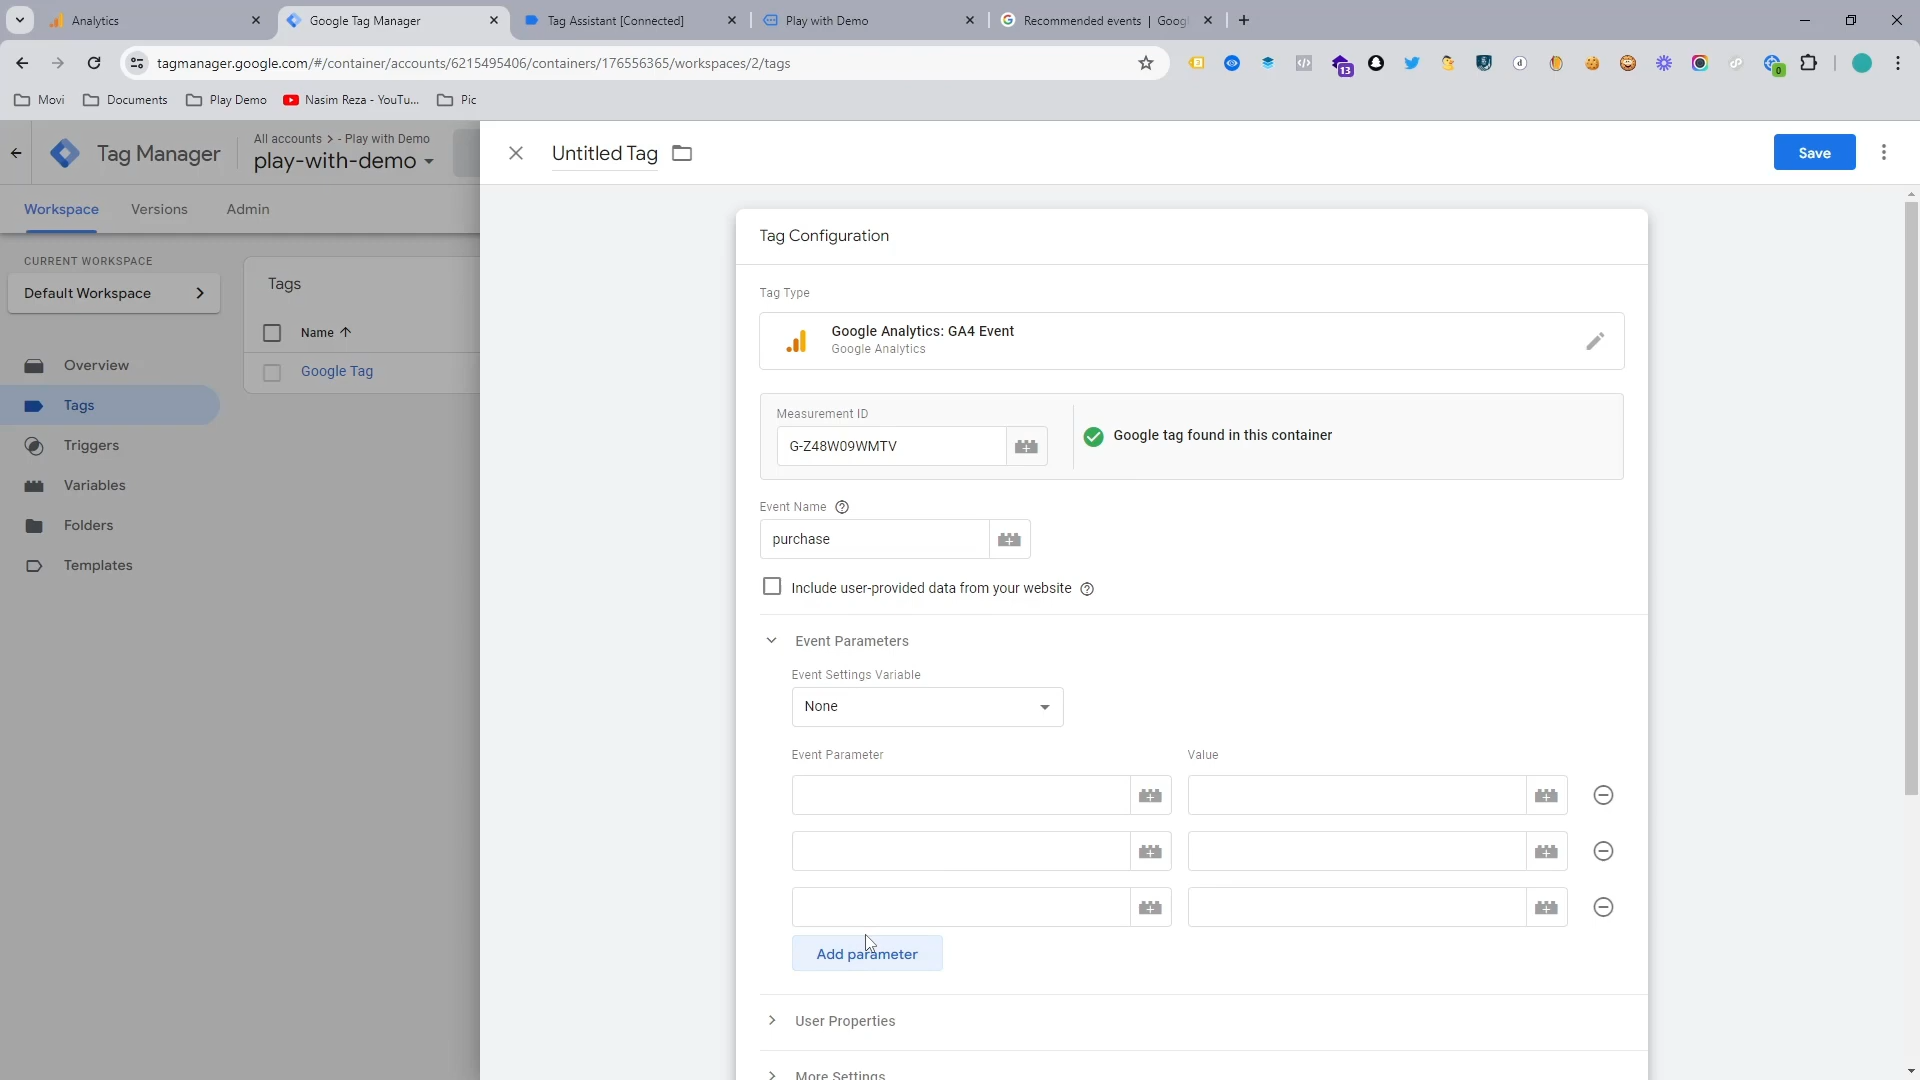 Analytics
Google Tag Manager
Tag Assistant [Connected]
Play with Demo
Recommended events | Goog
tagmanager.google.com/#/container/accounts/6215495406/containers/176556365/workspaces/2/tags
13
d
0
Movi
Documents
Play Demo
Nasim Reza - YouTu...
Pic
Tag Manager
All accounts > - Play with Demo
play-with-demo
Untitled Tag
Save
Workspace
Versions
Admin
CURRENT WORKSPACE
Default Workspace
Overview
Tags
Triggers
Variables
Folders
Templates
Tags
Name
Google Tag
Tag Configuration
Tag Type
Google Analytics: GA4 Event
Google Analytics
Measurement ID
G-Z48W09WMTV
Google tag found in this container
Event Name
purchase
Include user-provided data from your website
Event Parameters
Event Settings Variable
None
Event Parameter
Value
Add parameter
User Properties
More Settings